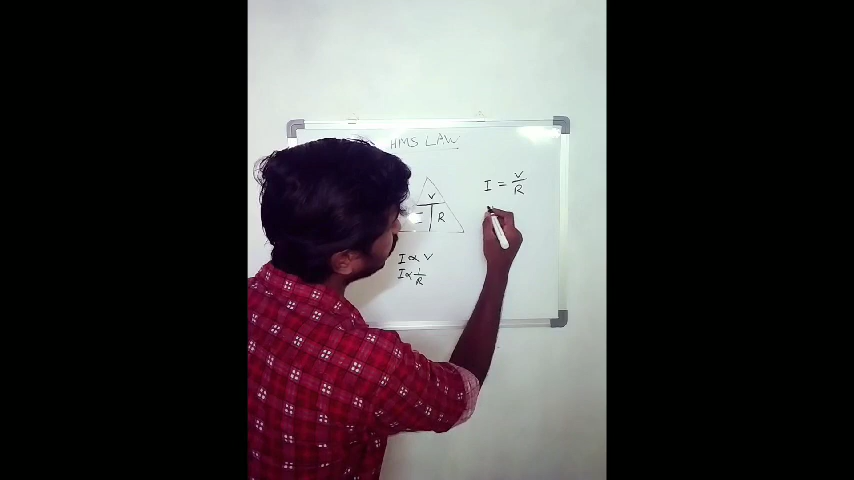 HMS LAW
V
R
I = V/R
I ∝ V
I ∝ 1/R